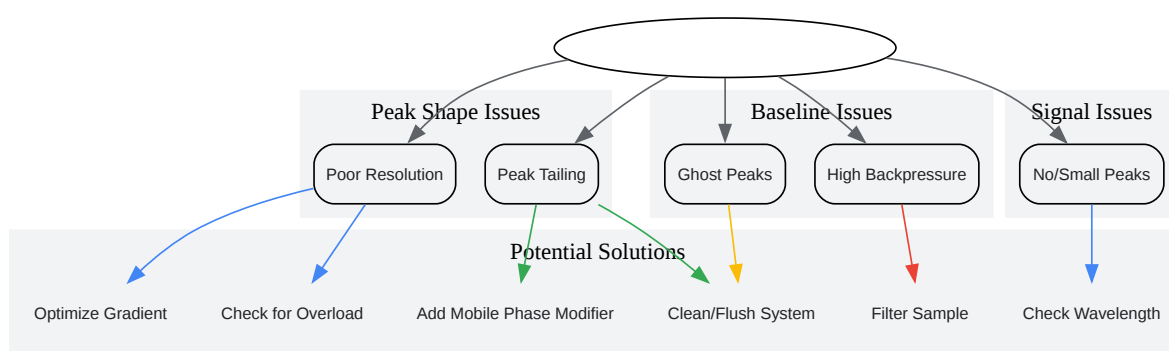 Peak Shape Issues
Baseline Issues
Signal Issues
Poor Resolution
Peak Tailing
Ghost Peaks
High Backpressure
No/Small Peaks
Potential Solutions
Optimize Gradient
Check for Overload
Add Mobile Phase Modifier
Clean/Flush System
Filter Sample
Check Wavelength